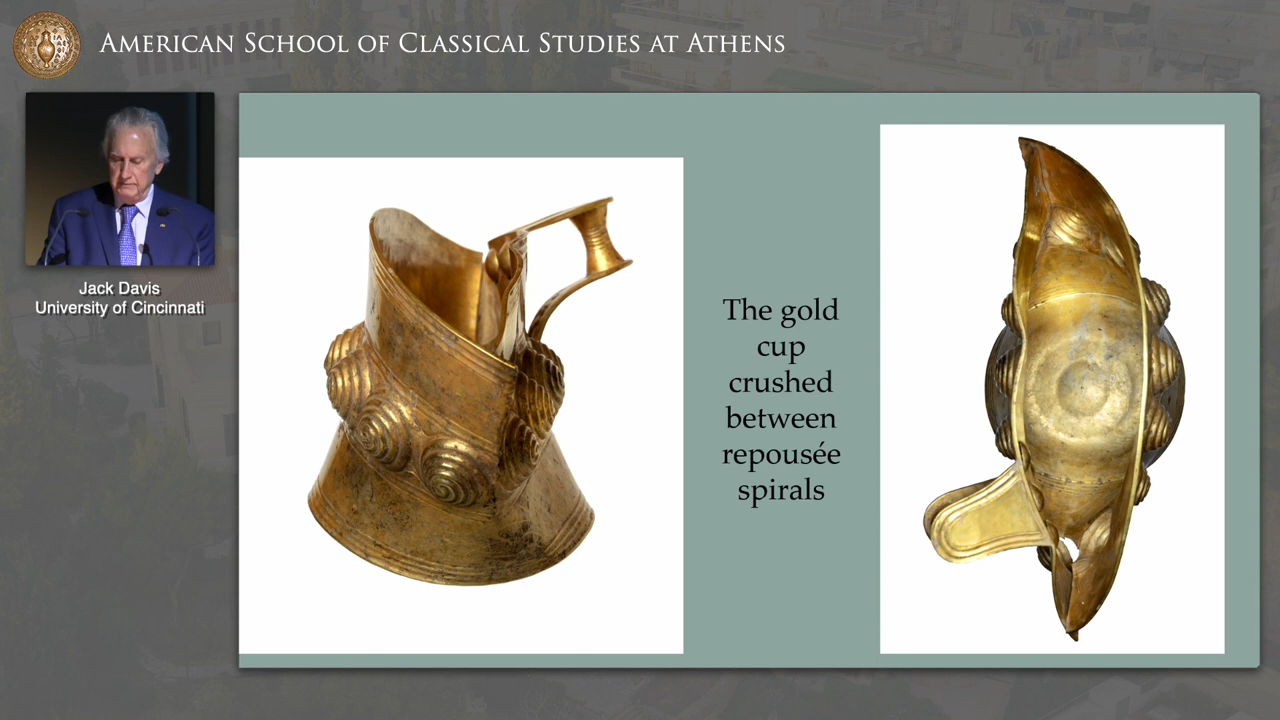 American School of Classical Studies at Athens
Jack Davis
University of Cincinnati
The gold
cup
crushed
between
repousée
spirals